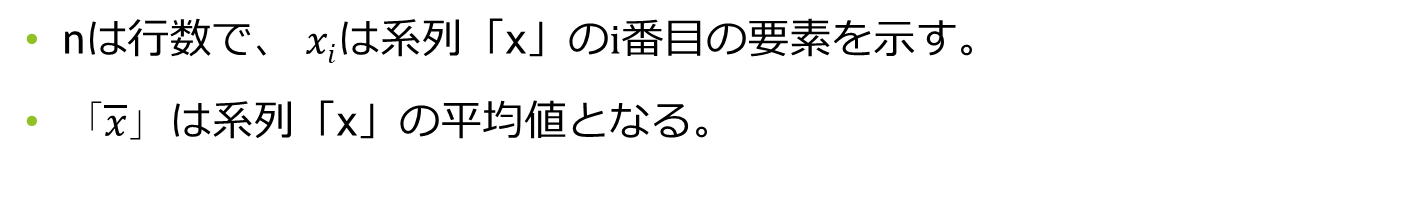 • nは行数で、 xᵢは系列「x」のi番目の要素を示す。
• 「x̅」は系列「x」の平均値となる。